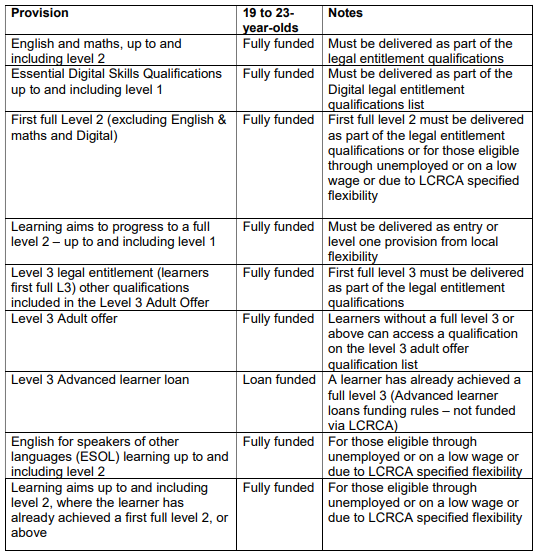 Provision 19 to 23-year-olds Notes
English and maths, up to and including level 2 Fully funded Must be delivered as part of the legal entitlement qualifications
Essential Digital Skills Qualifications up to and including level 1 Fully funded Must be delivered as part of the Digital legal entitlement qualifications list
First full Level 2 (excluding English & maths and Digital) Fully funded First full level 2 must be delivered as part of the legal entitlement qualifications or for those eligible through unemployed or on a low wage or due to LCRCA specified flexibility
Learning aims to progress to a full level 2 – up to and including level 1 Fully funded Must be delivered as entry or level one provision from local flexibility
Level 3 legal entitlement (learners first full L3) other qualifications included in the Level 3 Adult Offer Fully funded First full level 3 must be delivered as part of the legal entitlement qualifications
Level 3 Adult offer Fully funded Learners without a full level 3 or above can access a qualification on the level 3 adult offer qualification list
Level 3 Advanced learner loan Loan funded A learner has already achieved a full level 3 (Advanced learner loans funding rules – not funded via LCRCA)
English for speakers of other languages (ESOL) learning up to and including level 2 Fully funded For those eligible through unemployed or on a low wage or due to LCRCA specified flexibility
Learning aims up to and including level 2, where the learner has already achieved a first full level 2, or above Fully funded For those eligible through unemployed or on a low wage or due to LCRCA specified flexibility